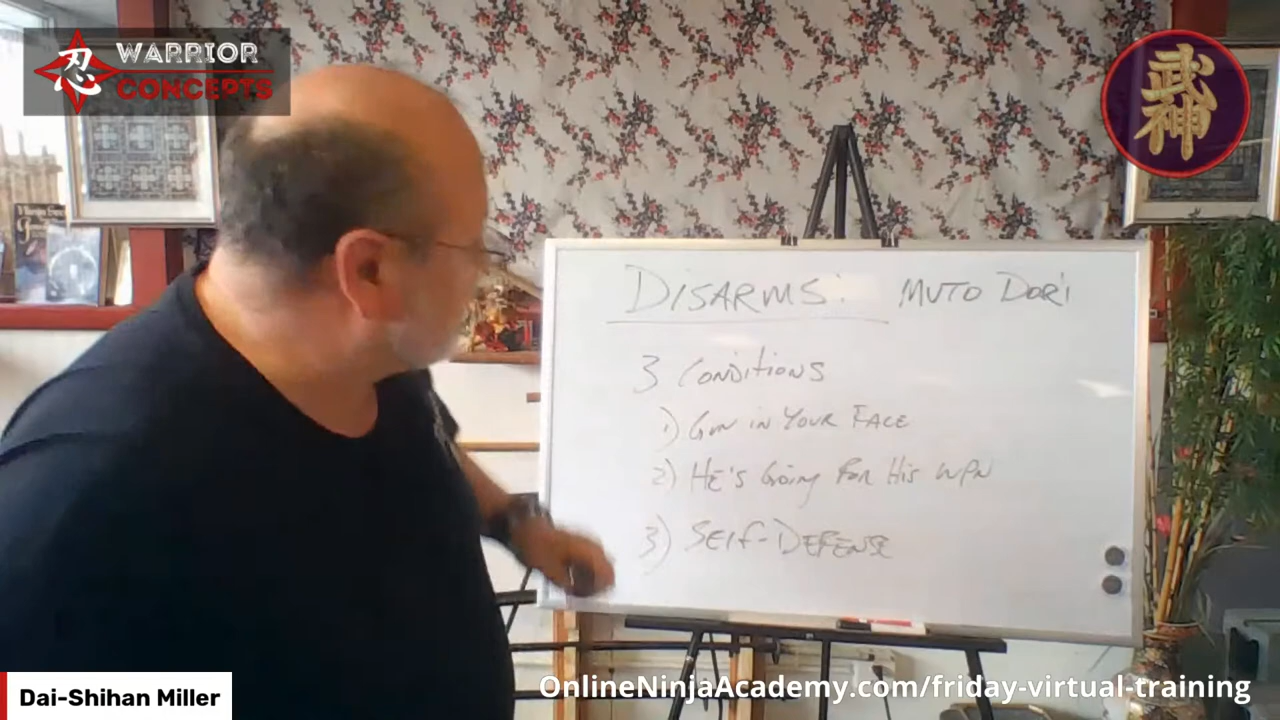 忍 WARRIOR
CONCEPTS
武神
DISARMS: MUTO DORI
3 CONDITIONS
1) GUN IN YOUR FACE
2) HE'S GOING FOR HIS WPN
3) SELF-DEFENSE
Dai-Shihan Miller
OnlineNinjaAcademy.com/friday-virtual-training